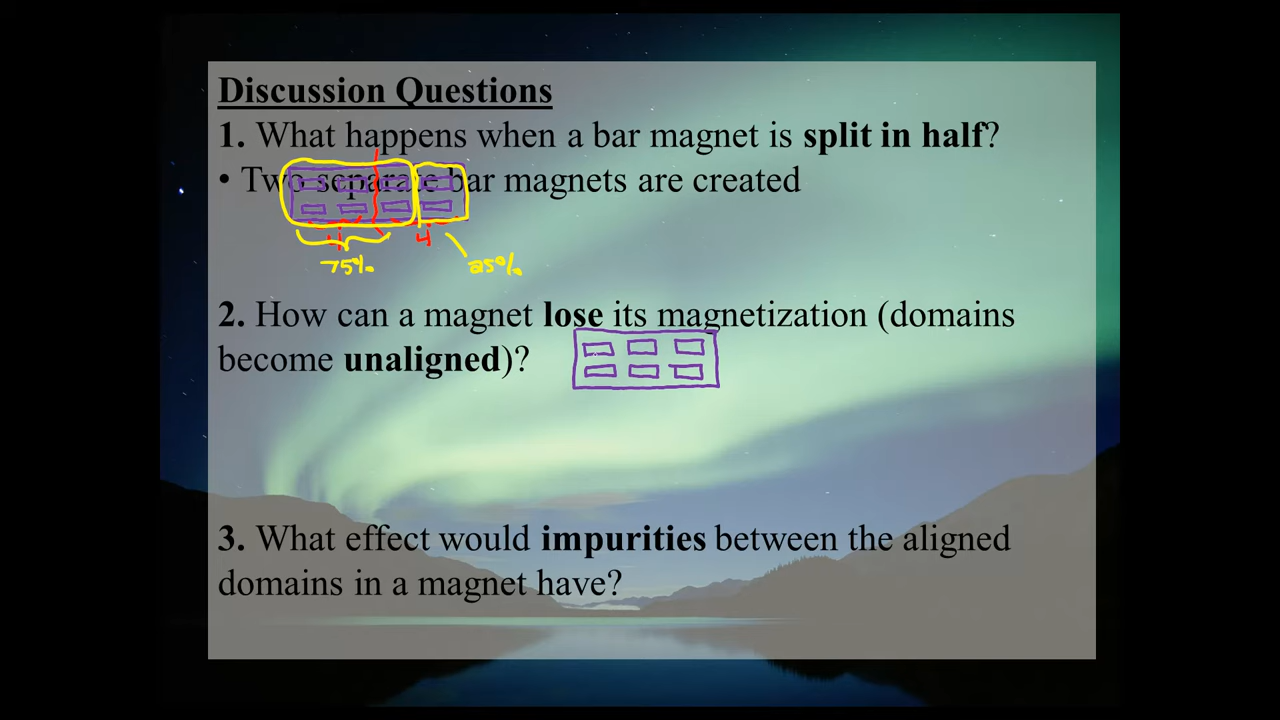 Discussion Questions
1. What happens when a bar magnet is split in half?
• Two separate bar magnets are created
4 4
75% 25%
2. How can a magnet lose its magnetization (domains
become unaligned)?
3. What effect would impurities between the aligned
domains in a magnet have?